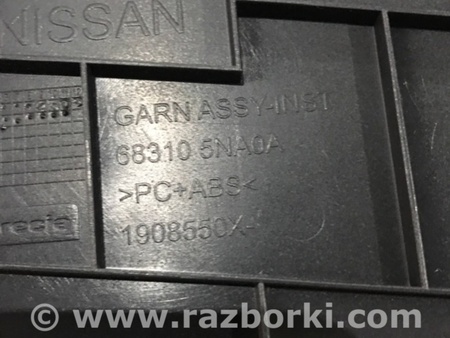 NISSAN
GARN ASSY-INST
68310 5NA0A
>PC+ABS<
1908550X-
© www.razborki.com